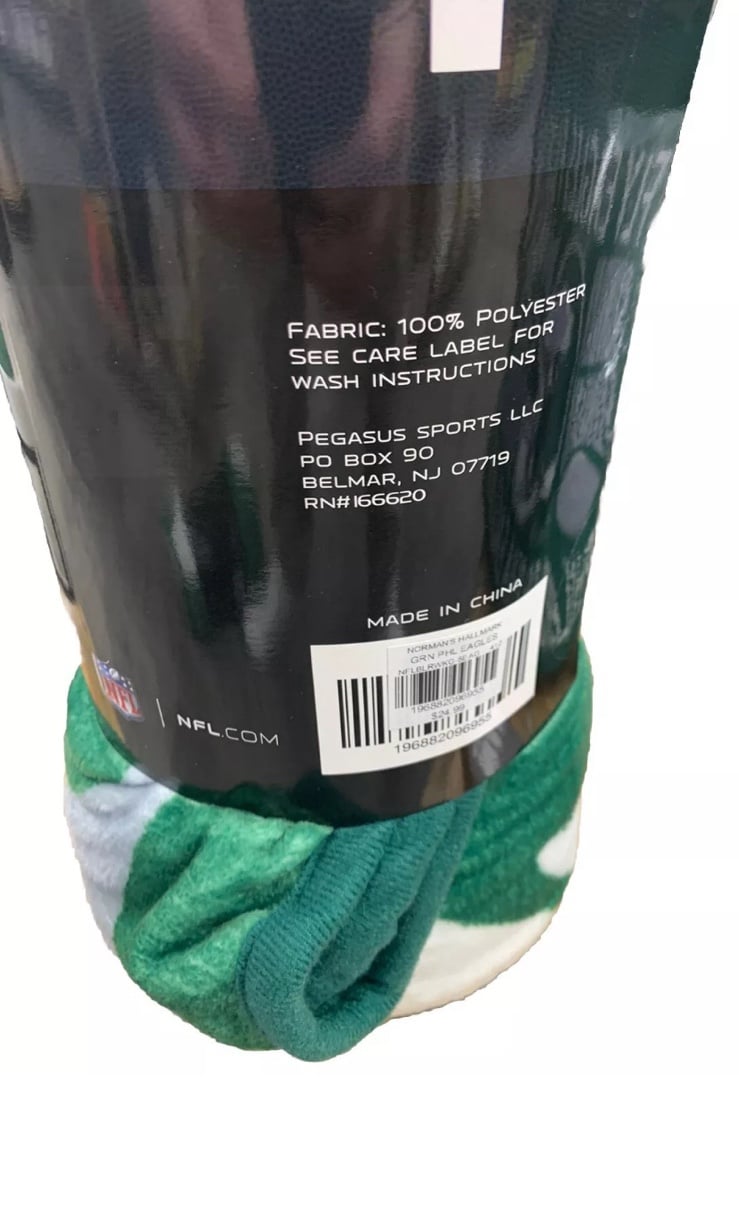 FABRIC: 100% POLYESTER
SEE CARE LABEL FOR
WASH INSTRUCTIONS
PEGASUS SPORTS LLC
PO BOX 90
BELMAR, NJ 07719
RN# 166620
MADE IN CHINA
NORMAN'S HALLMARK
GRN PHL EAGLES
196882096955
$24.99
196882096955
NFL
NFL.COM